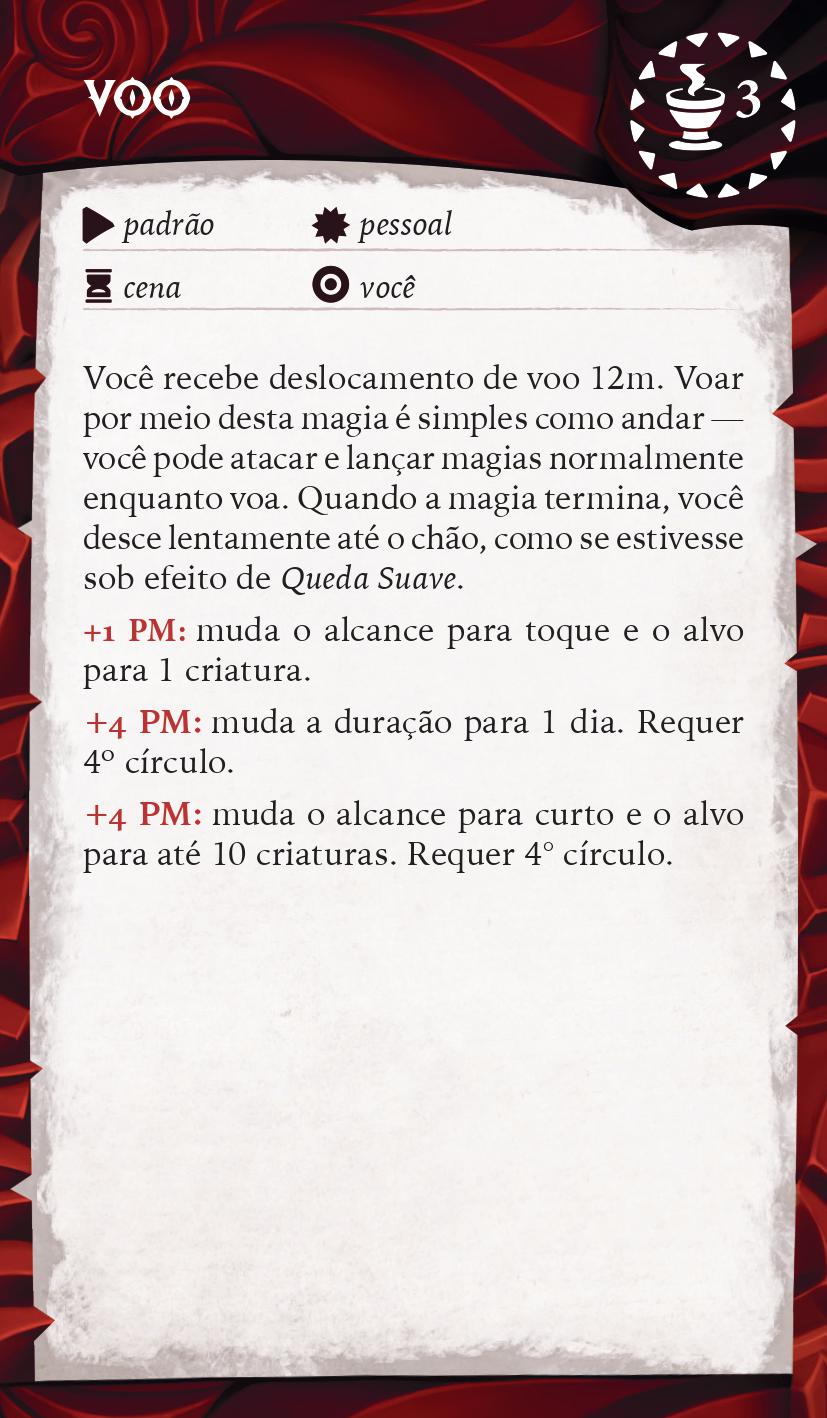 VOO
3
padrão
pessoal
cena
você
Você recebe deslocamento de voo 12m. Voar
por meio desta magia é simples como andar —
você pode atacar e lançar magias normalmente
enquanto voa. Quando a magia termina, você
desce lentamente até o chão, como se estivesse
sob efeito de Queda Suave.
+1 PM: muda o alcance para toque e o alvo
para 1 criatura.
+4 PM: muda a duração para 1 dia. Requer
4º círculo.
+4 PM: muda o alcance para curto e o alvo
para até 10 criaturas. Requer 4° círculo.